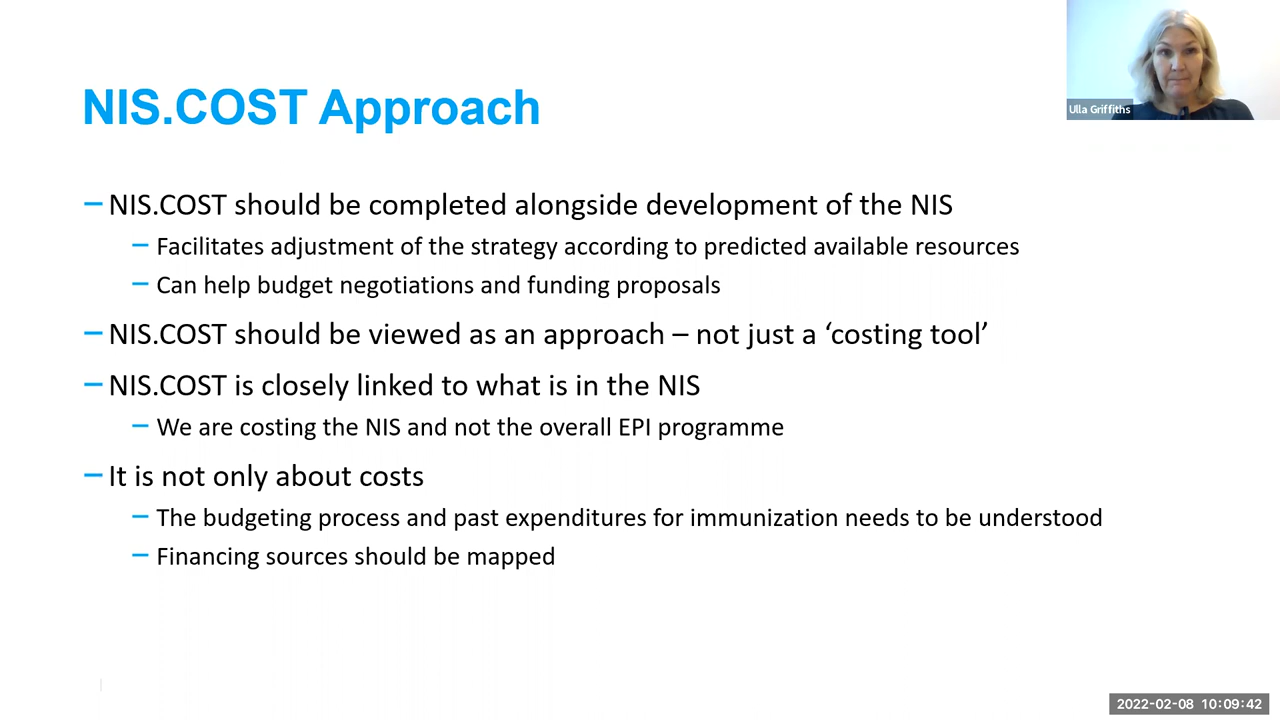 NIS.COST Approach
Ulla Griffiths
– NIS.COST should be completed alongside development of the NIS
– Facilitates adjustment of the strategy according to predicted available resources
– Can help budget negotiations and funding proposals
– NIS.COST should be viewed as an approach – not just a ‘costing tool’
– NIS.COST is closely linked to what is in the NIS
– We are costing the NIS and not the overall EPI programme
– It is not only about costs
– The budgeting process and past expenditures for immunization needs to be understood
– Financing sources should be mapped
2022-02-08 10:09:42